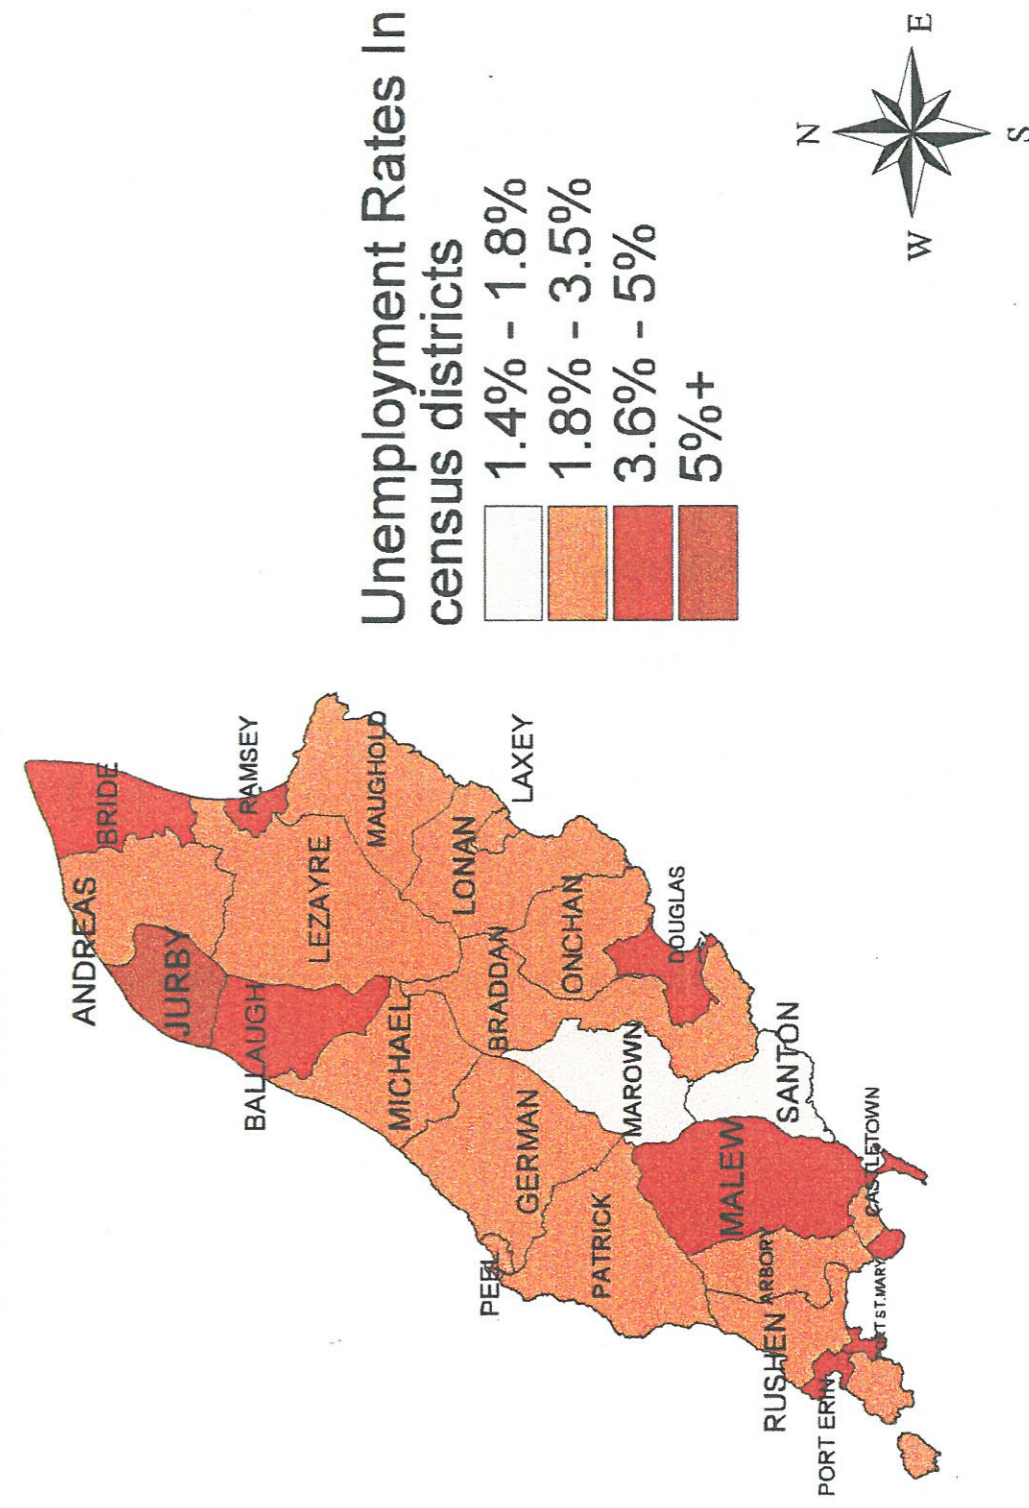 Unemployment Rates In
census districts
1.4% - 1.8%
1.8% - 3.5%
3.6% - 5%
5%+
N
W
E
S
BRIDE
ANDREAS
RAMSEY
JURBY
LEZAYRE
BALLAUGH
MAUGHOLD
MICHAEL
LONAN
LAXEY
BRADDAN
ONCHAN
DOUGLAS
GERMAN
MAROWN
PEEL
PATRICK
SANTON
MALEW
CASTLETOWN
ARBORY
RUSHEN
ST.MARY
PORT ERIN